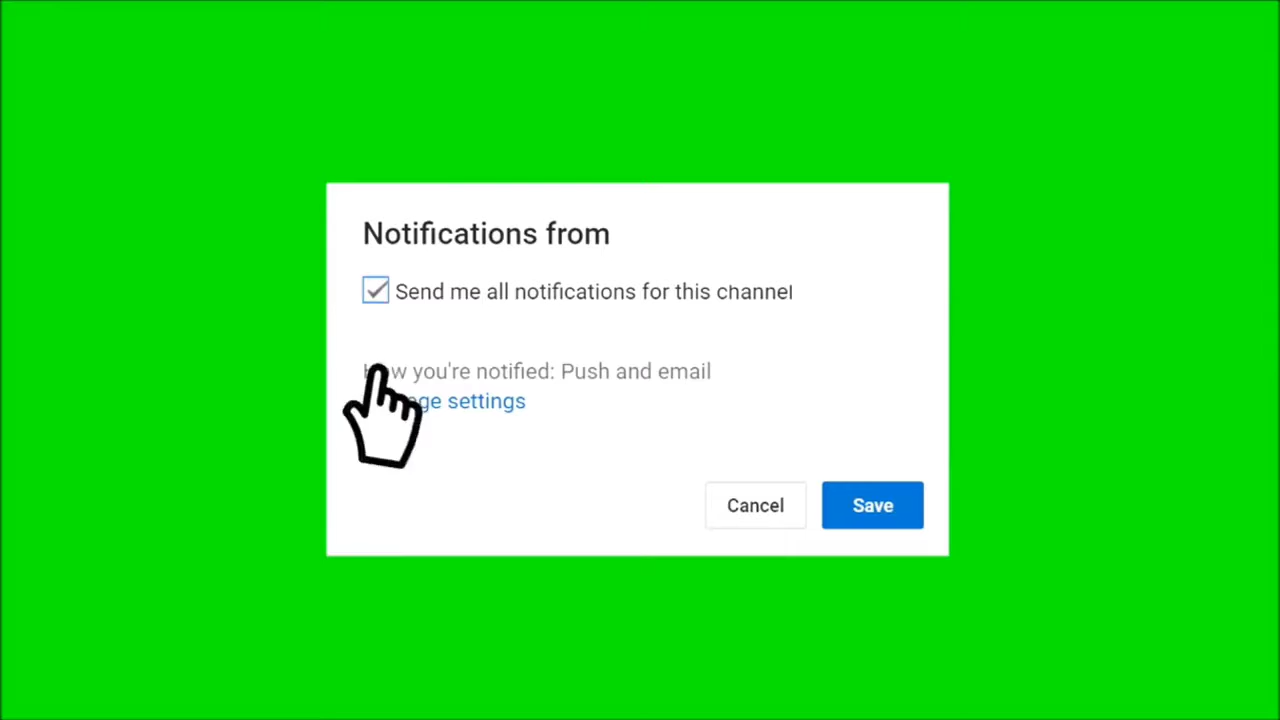 Notifications from
Send me all notifications for this channel
you're notified: Push and email
settings
Cancel
Save